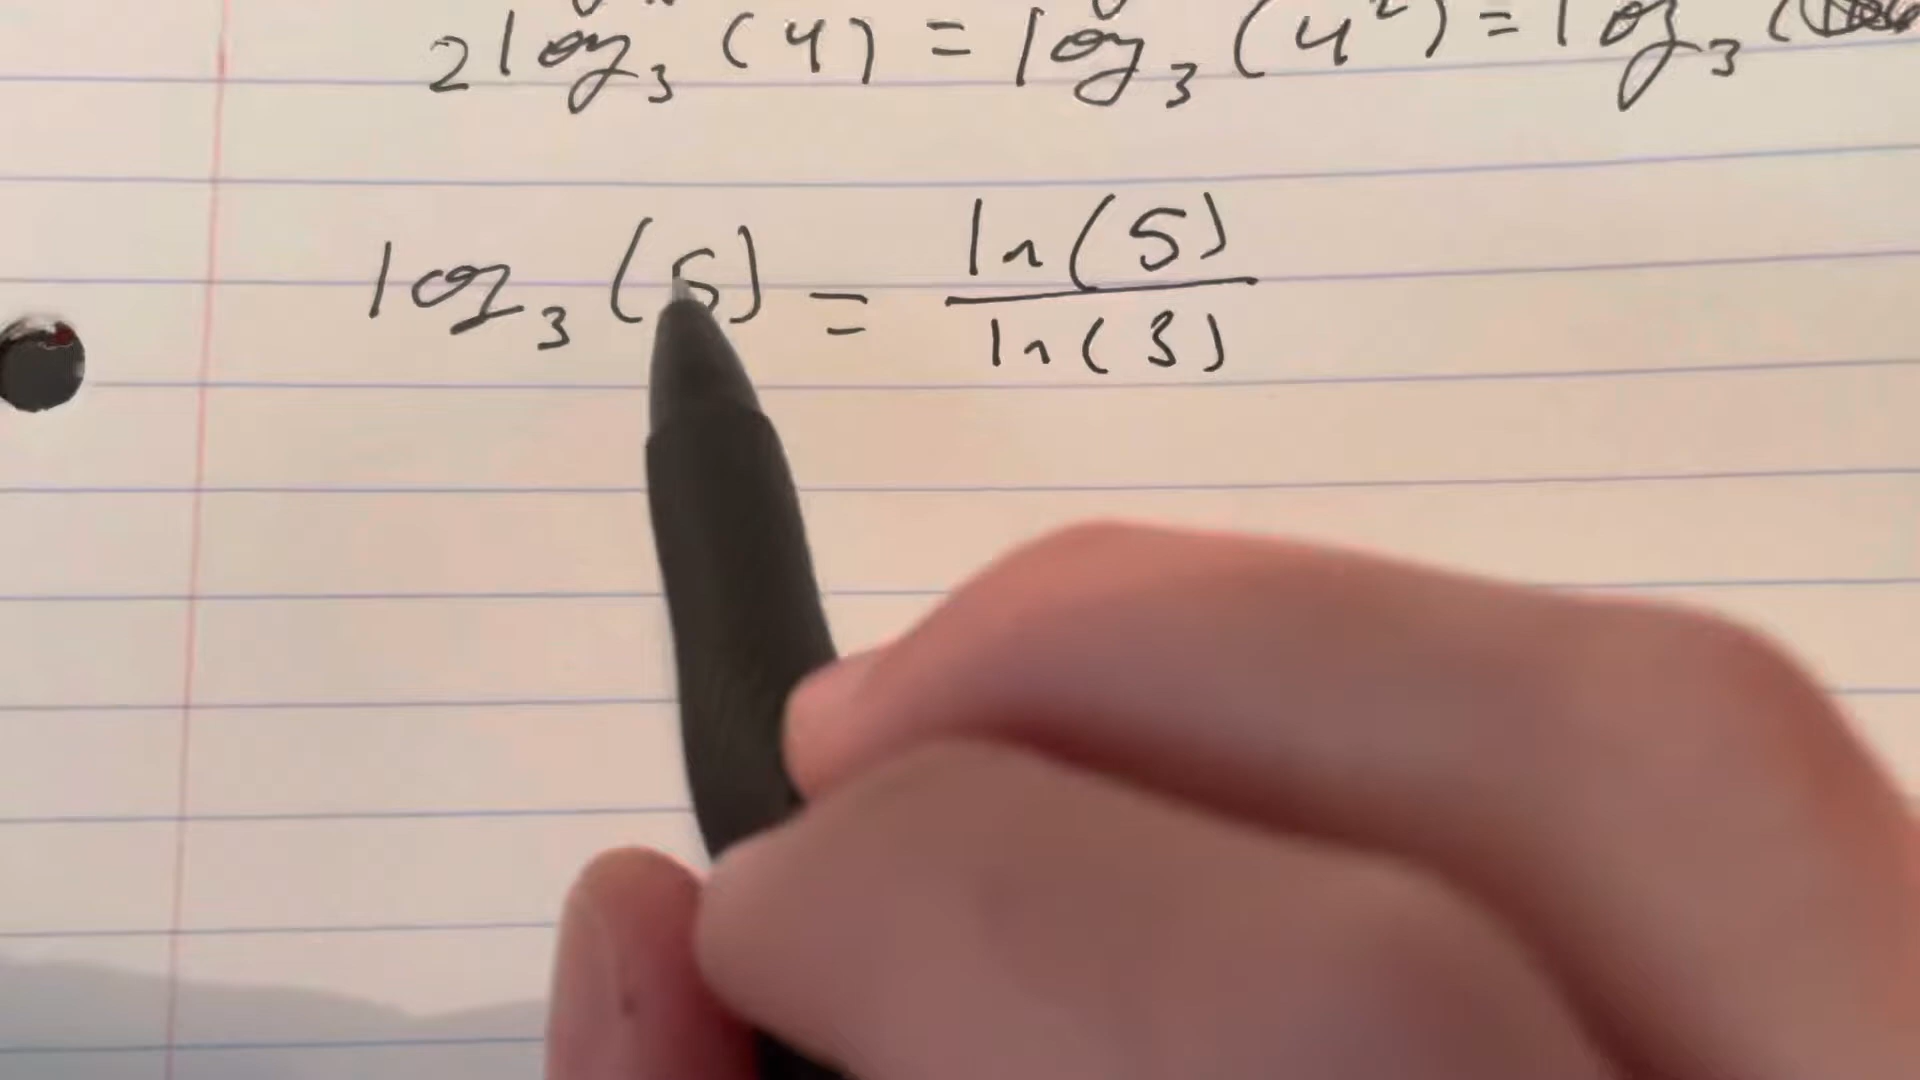 2log₃(4) = log₃(4²) = log₃(
log₃(5) = ln(5)/ln(3)